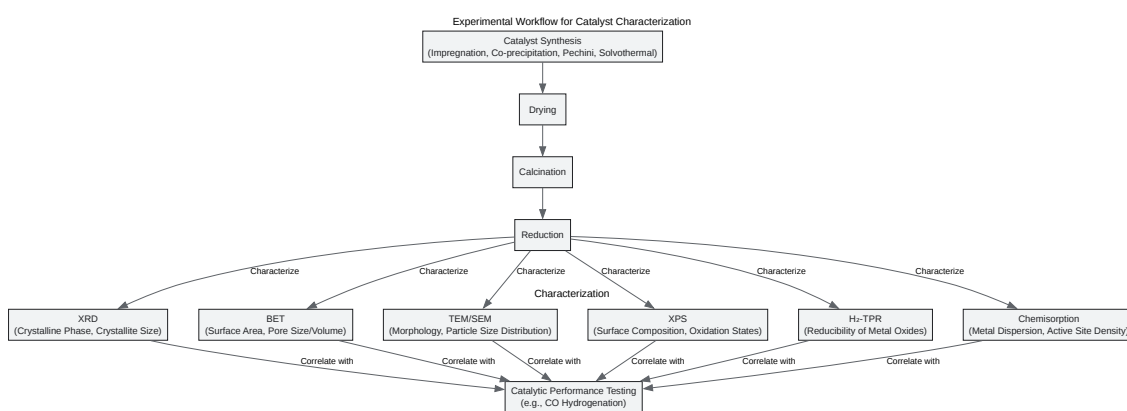 Experimental Workflow for Catalyst Characterization
Catalyst Synthesis
(Impregnation, Co-precipitation, Pechini, Solvothermal)
Drying
Calcination
Reduction
Characterize
Characterize
Characterize
Characterize
Characterize
Characterize
Characterization
XRD
(Crystalline Phase, Crystallite Size)
BET
(Surface Area, Pore Size/Volume)
TEM/SEM
(Morphology, Particle Size Distribution)
XPS
(Surface Composition, Oxidation States)
H₂-TPR
(Reducibility of Metal Oxides)
Chemisorption
(Metal Dispersion, Active Site Density)
Correlate with
Correlate with
Correlate with
Correlate with
Correlate with
Correlate with
Catalytic Performance Testing
(e.g., CO Hydrogenation)